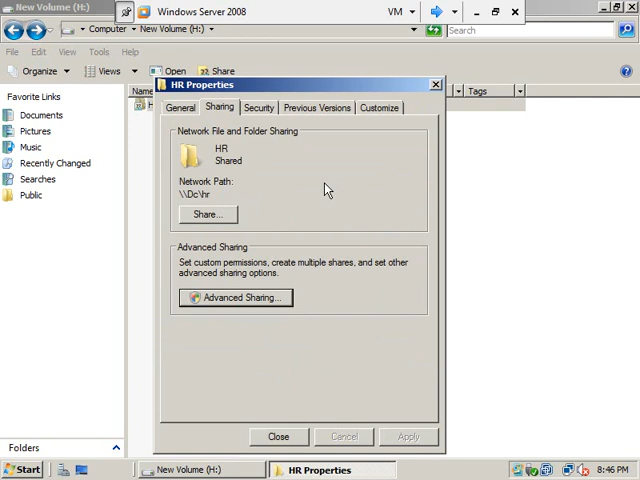 New Volume (H:)
Windows Server 2008
VM
Computer
New Volume (H:)
Search
File Edit View Tools Help
Organize Views Open Share
Favorite Links
Documents
Pictures
Music
Recently Changed
Searches
Public
Folders
Tags
HR Properties
General Sharing Security Previous Versions Customize
Network File and Folder Sharing
HR
Shared
Network Path:
\\Dc\hr
Share...
Advanced Sharing
Set custom permissions, create multiple shares, and set other
advanced sharing options.
Advanced Sharing...
Close Cancel Apply
Start New Volume (H:) HR Properties 8:46 PM